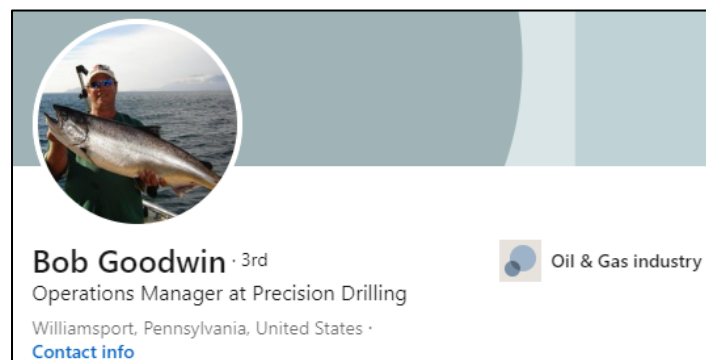 Bob Goodwin · 3rd
Oil & Gas industry
Operations Manager at Precision Drilling
Williamsport, Pennsylvania, United States ·
Contact info